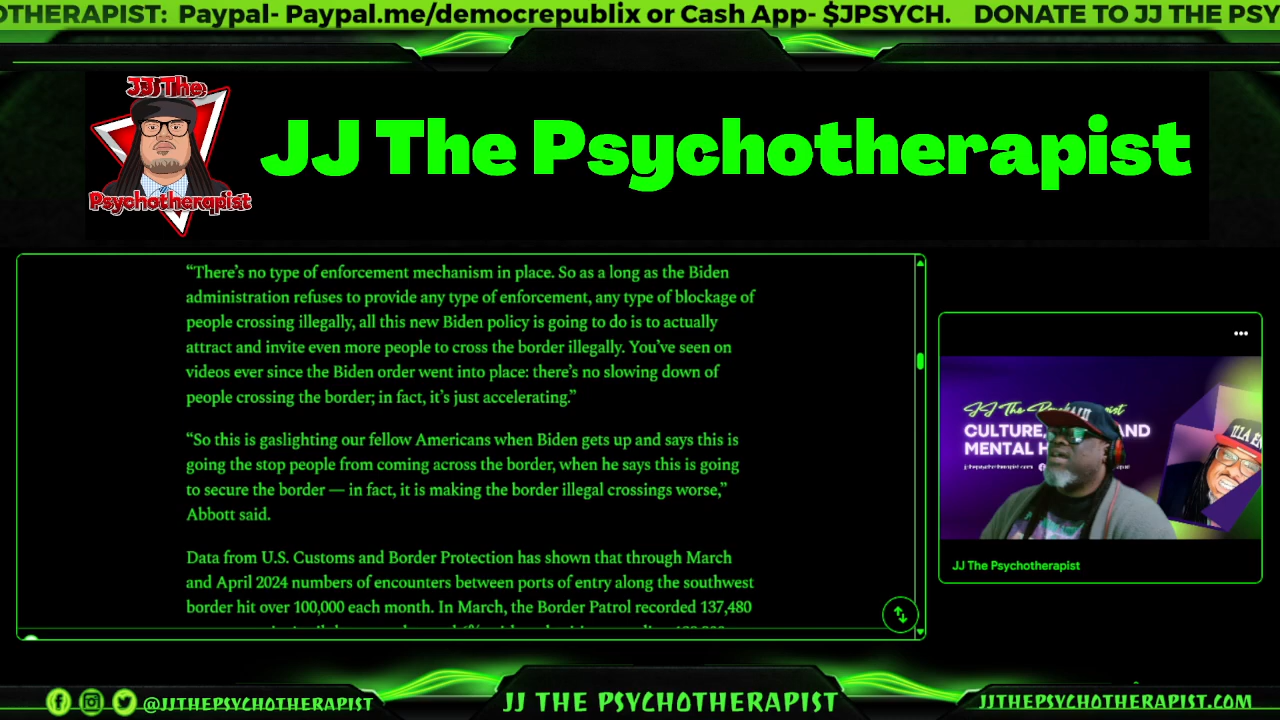 OTHERAPIST: Paypal- Paypal.me/democrepublix or Cash App- $JPSYCH. DONATE TO JJ THE PSY
JJ The
Psychotherapist
JJ The Psychotherapist
“There’s no type of enforcement mechanism in place. So as a long as the Biden
administration refuses to provide any type of enforcement, any type of blockage of
people crossing illegally, all this new Biden policy is going to do is to actually
attract and invite even more people to cross the border illegally. You’ve seen on
videos ever since the Biden order went into place: there’s no slowing down of
people crossing the border; in fact, it’s just accelerating.”
“So this is gaslighting our fellow Americans when Biden gets up and says this is
going the stop people from coming across the border, when he says this is going
to secure the border — in fact, it is making the border illegal crossings worse,”
Abbott said.
Data from U.S. Customs and Border Protection has shown that through March
and April 2024 numbers of encounters between ports of entry along the southwest
border hit over 100,000 each month. In March, the Border Patrol recorded 137,480
JJ The
CULTURE, AND
MENTAL H
JJ The Psychotherapist
@JJTHEPSYCHOTHERAPIST
JJ THE PSYCHOTHERAPIST
JJTHEPSYCHOTHERAPIST.COM